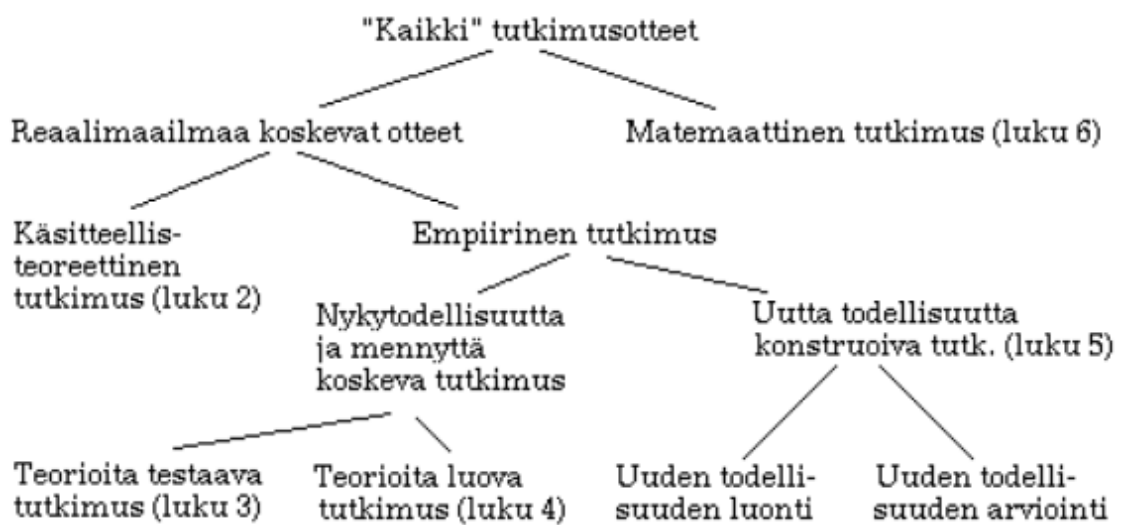 "Kaikki" tutkimusotteet
Reaalimaailmaa koskevat otteet
Matemaattinen tutkimus (luku 6)
Käsitteellis-
teoreettinen
tutkimus (luku 2)
Empiirinen tutkimus
Nykytodellisuutta
ja mennyttä
koskeva tutkimus
Uutta todellisuutta
konstruoiva tutk. (luku 5)
Teorioita testaava
tutkimus (luku 3)
Teorioita luova
tutkimus (luku 4)
Uuden todelli-
suuden luonti
Uuden todelli-
suuden arviointi